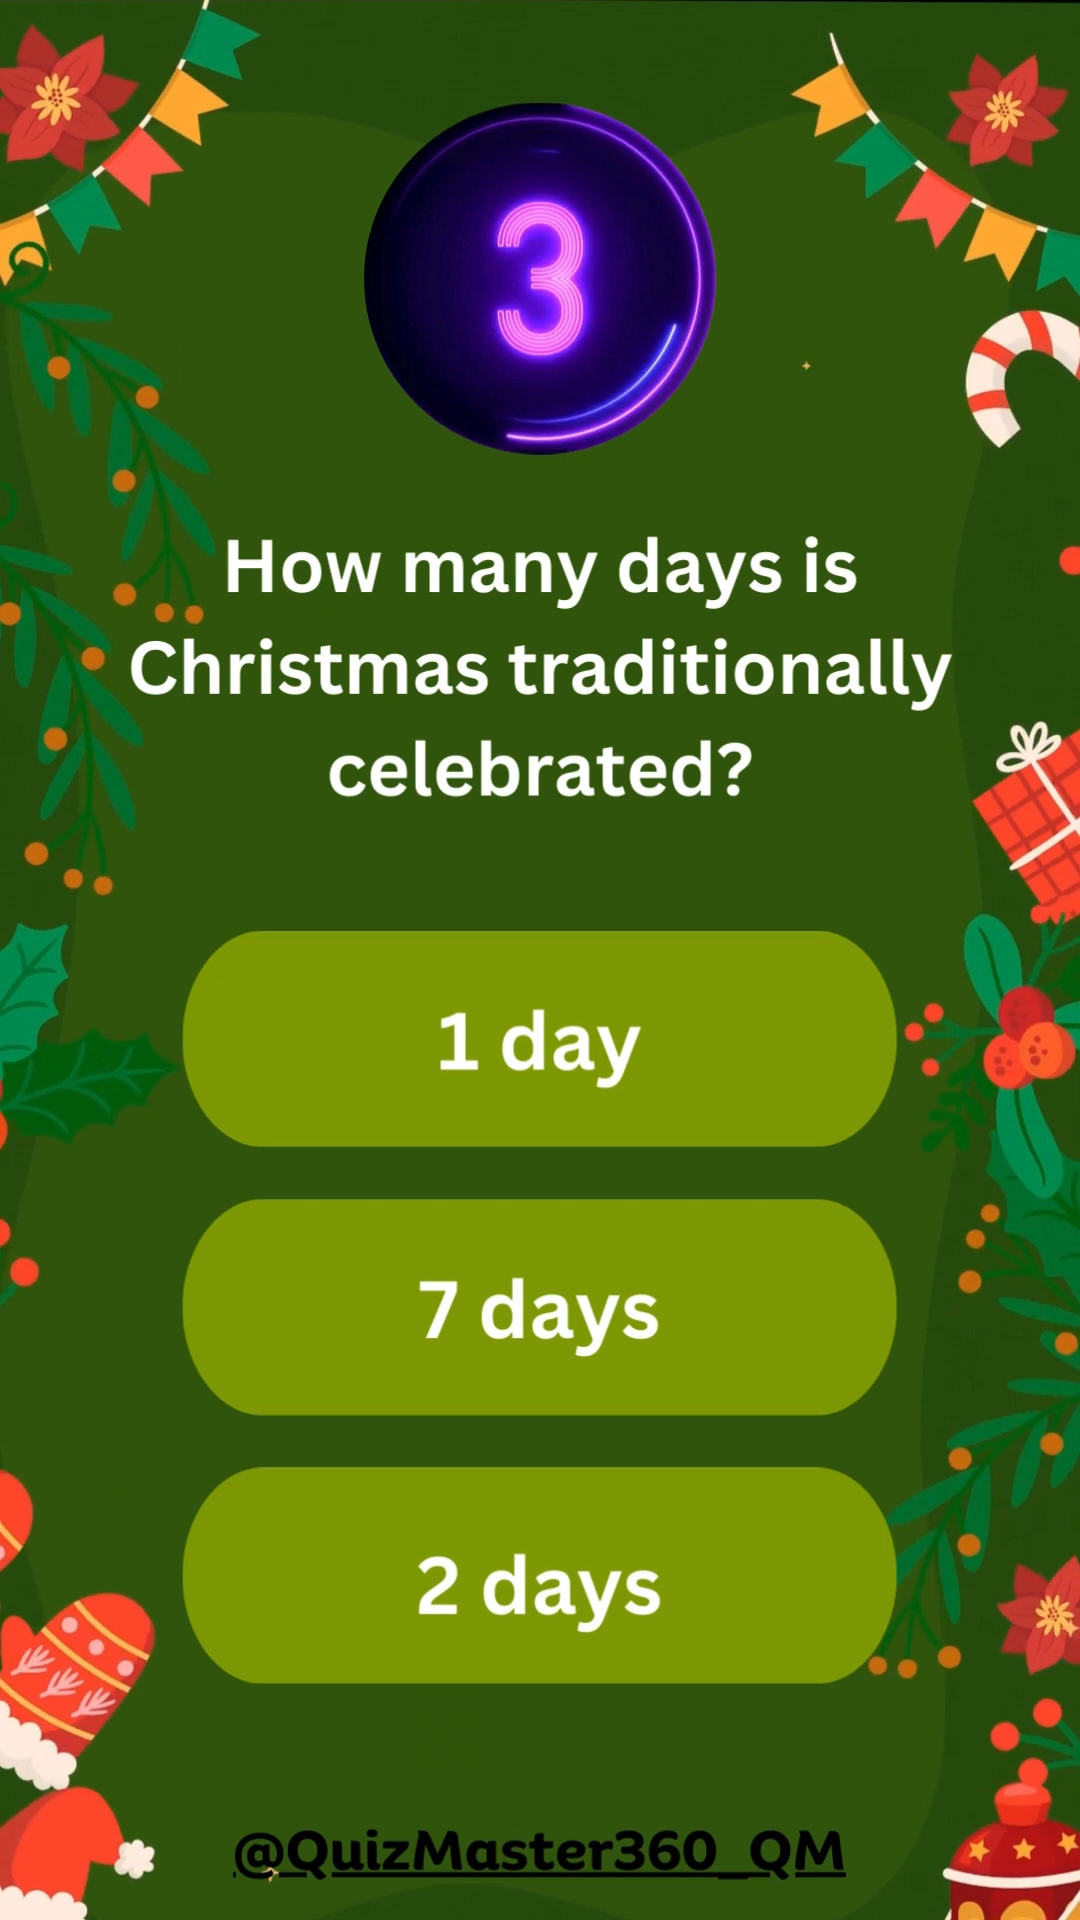 3
How many days is
Christmas traditionally
celebrated?
1 day
7 days
2 days
@QuizMaster360_QM